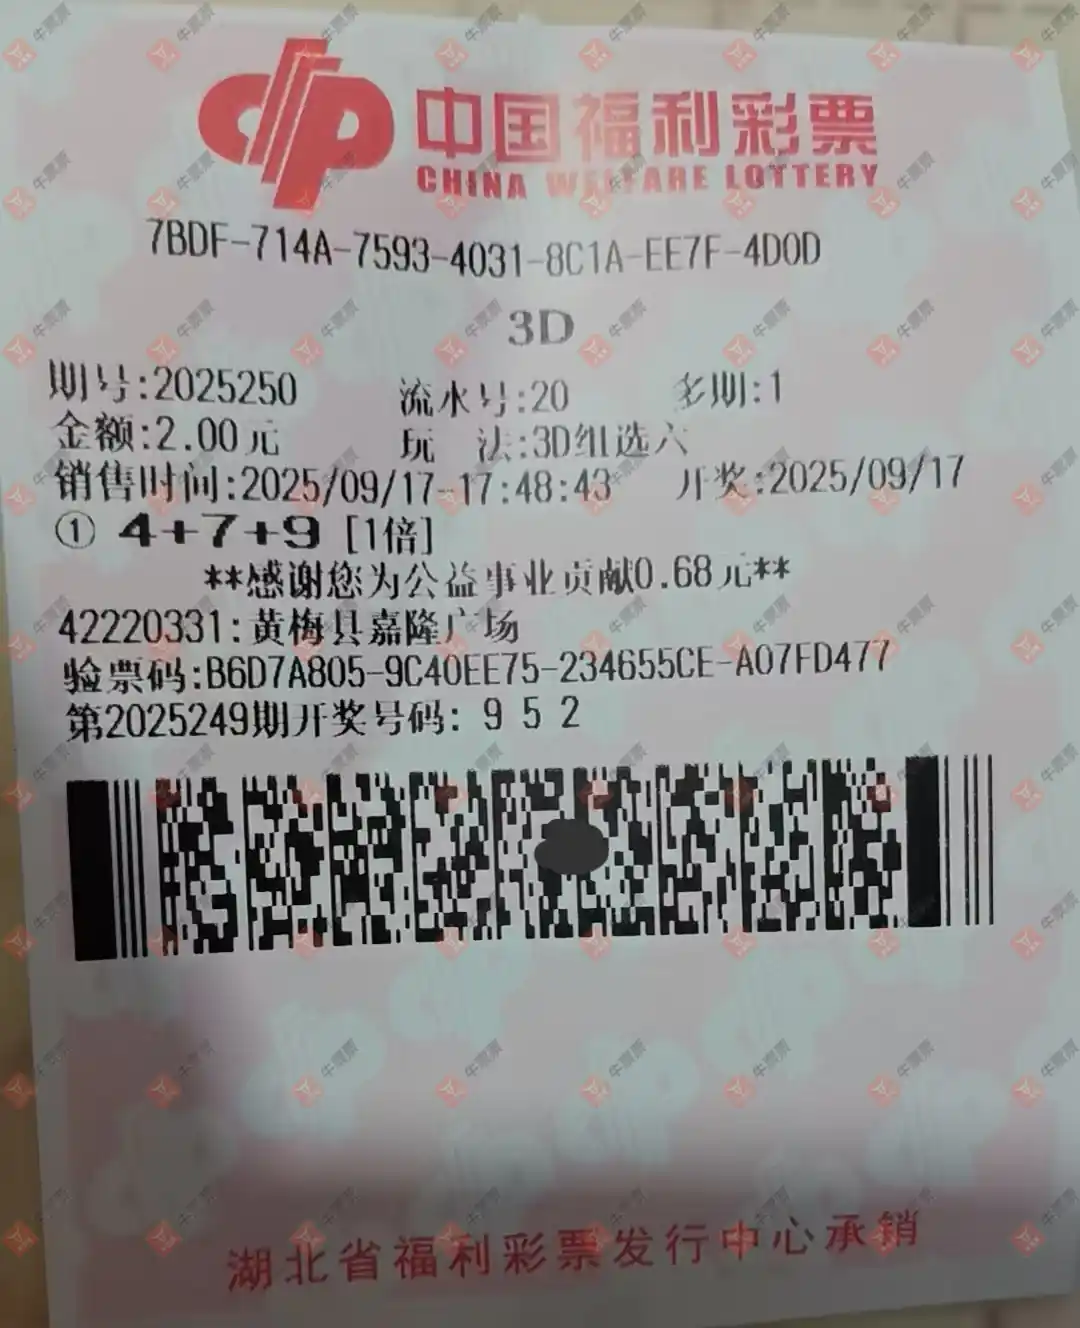 中国福利彩票
CHINA WELFARE LOTTERY
7BDF-714A-7593-4031-8C1A-EE7F-4D0D
3D
期号:2025250 流水号:20 多期:1
金额:2.00元 玩 法:3D组选六
销售时间:2025/09/17-17:48:43 开奖:2025/09/17
① 4+7+9 [1倍]
**感谢您为公益事业贡献0.68元**
42220331:黄梅县嘉隆广场
验票码:B6D7A805-9C40EE75-234655CE-A07FD477
第2025249期开奖号码: 9 5 2
湖北省福利彩票发行中心承销
牛票票